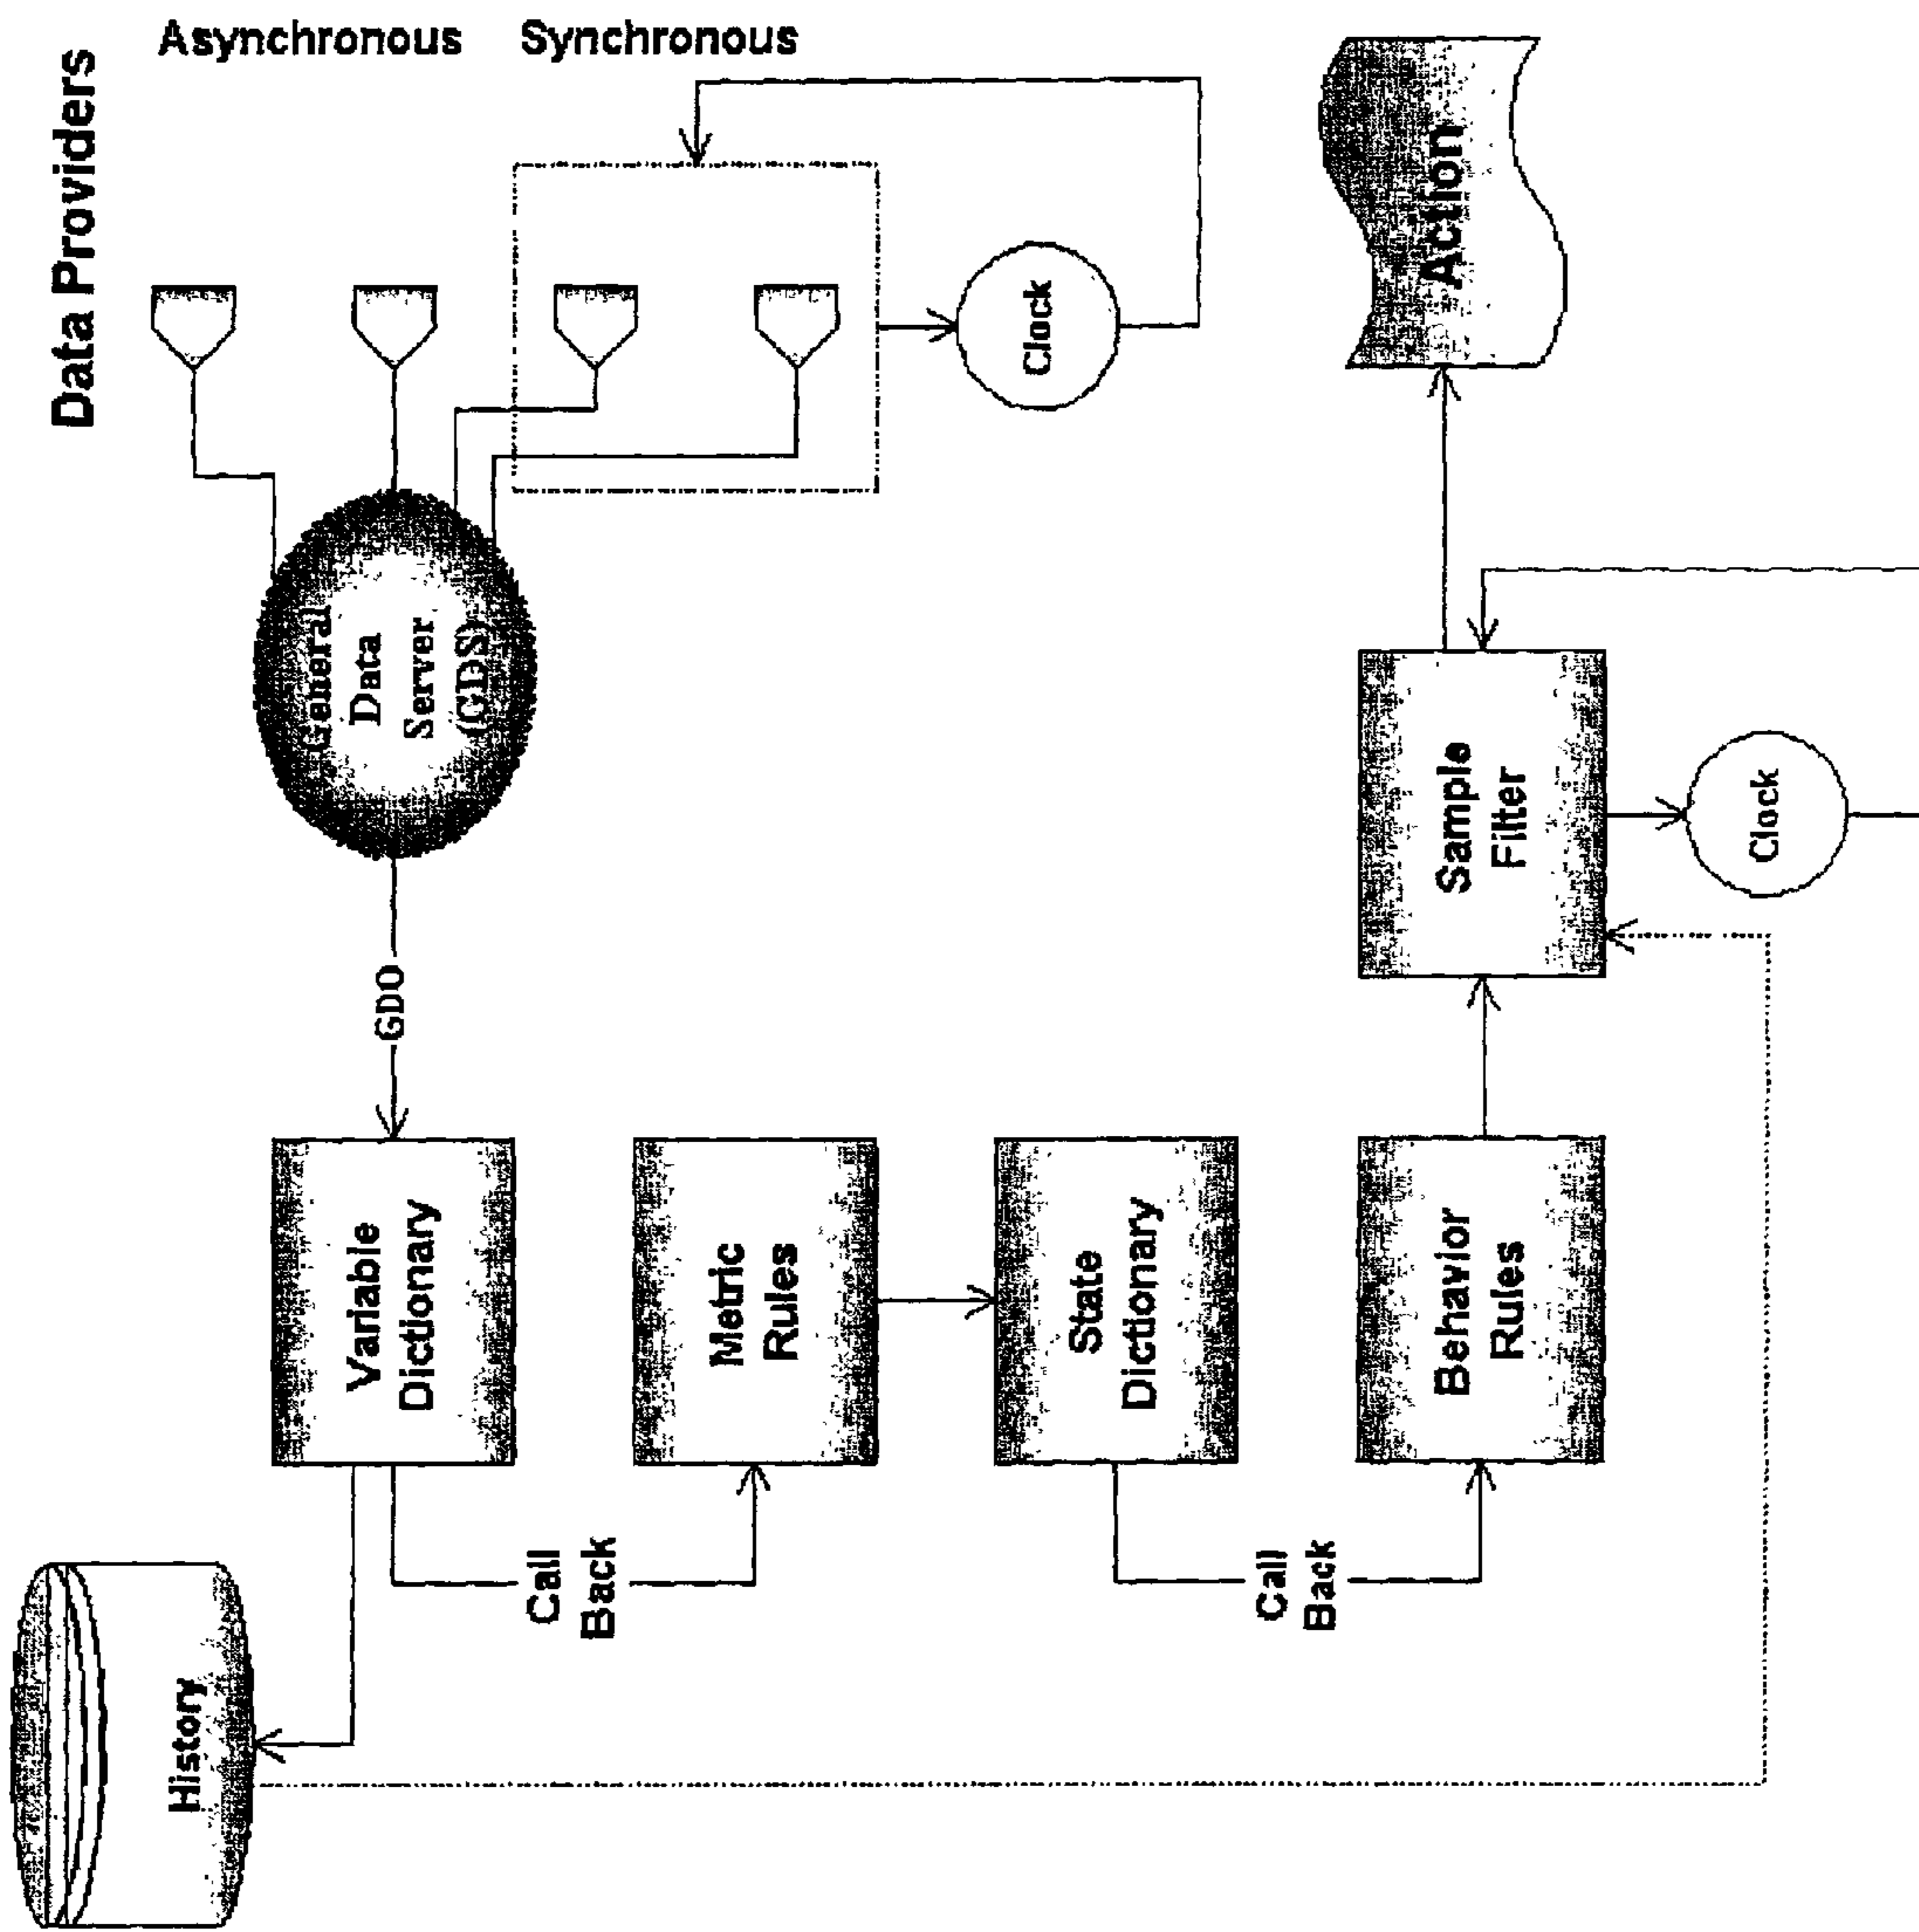 Asynchronous
Synchronous
Data Providers
Clock
Action
General
Data
Server
(GDS)
GDO
Sample
Filter
Clock
Variable
Dictionary
Metric
Rules
State
Dictionary
Behavior
Rules
Call
Back
Call
Back
History